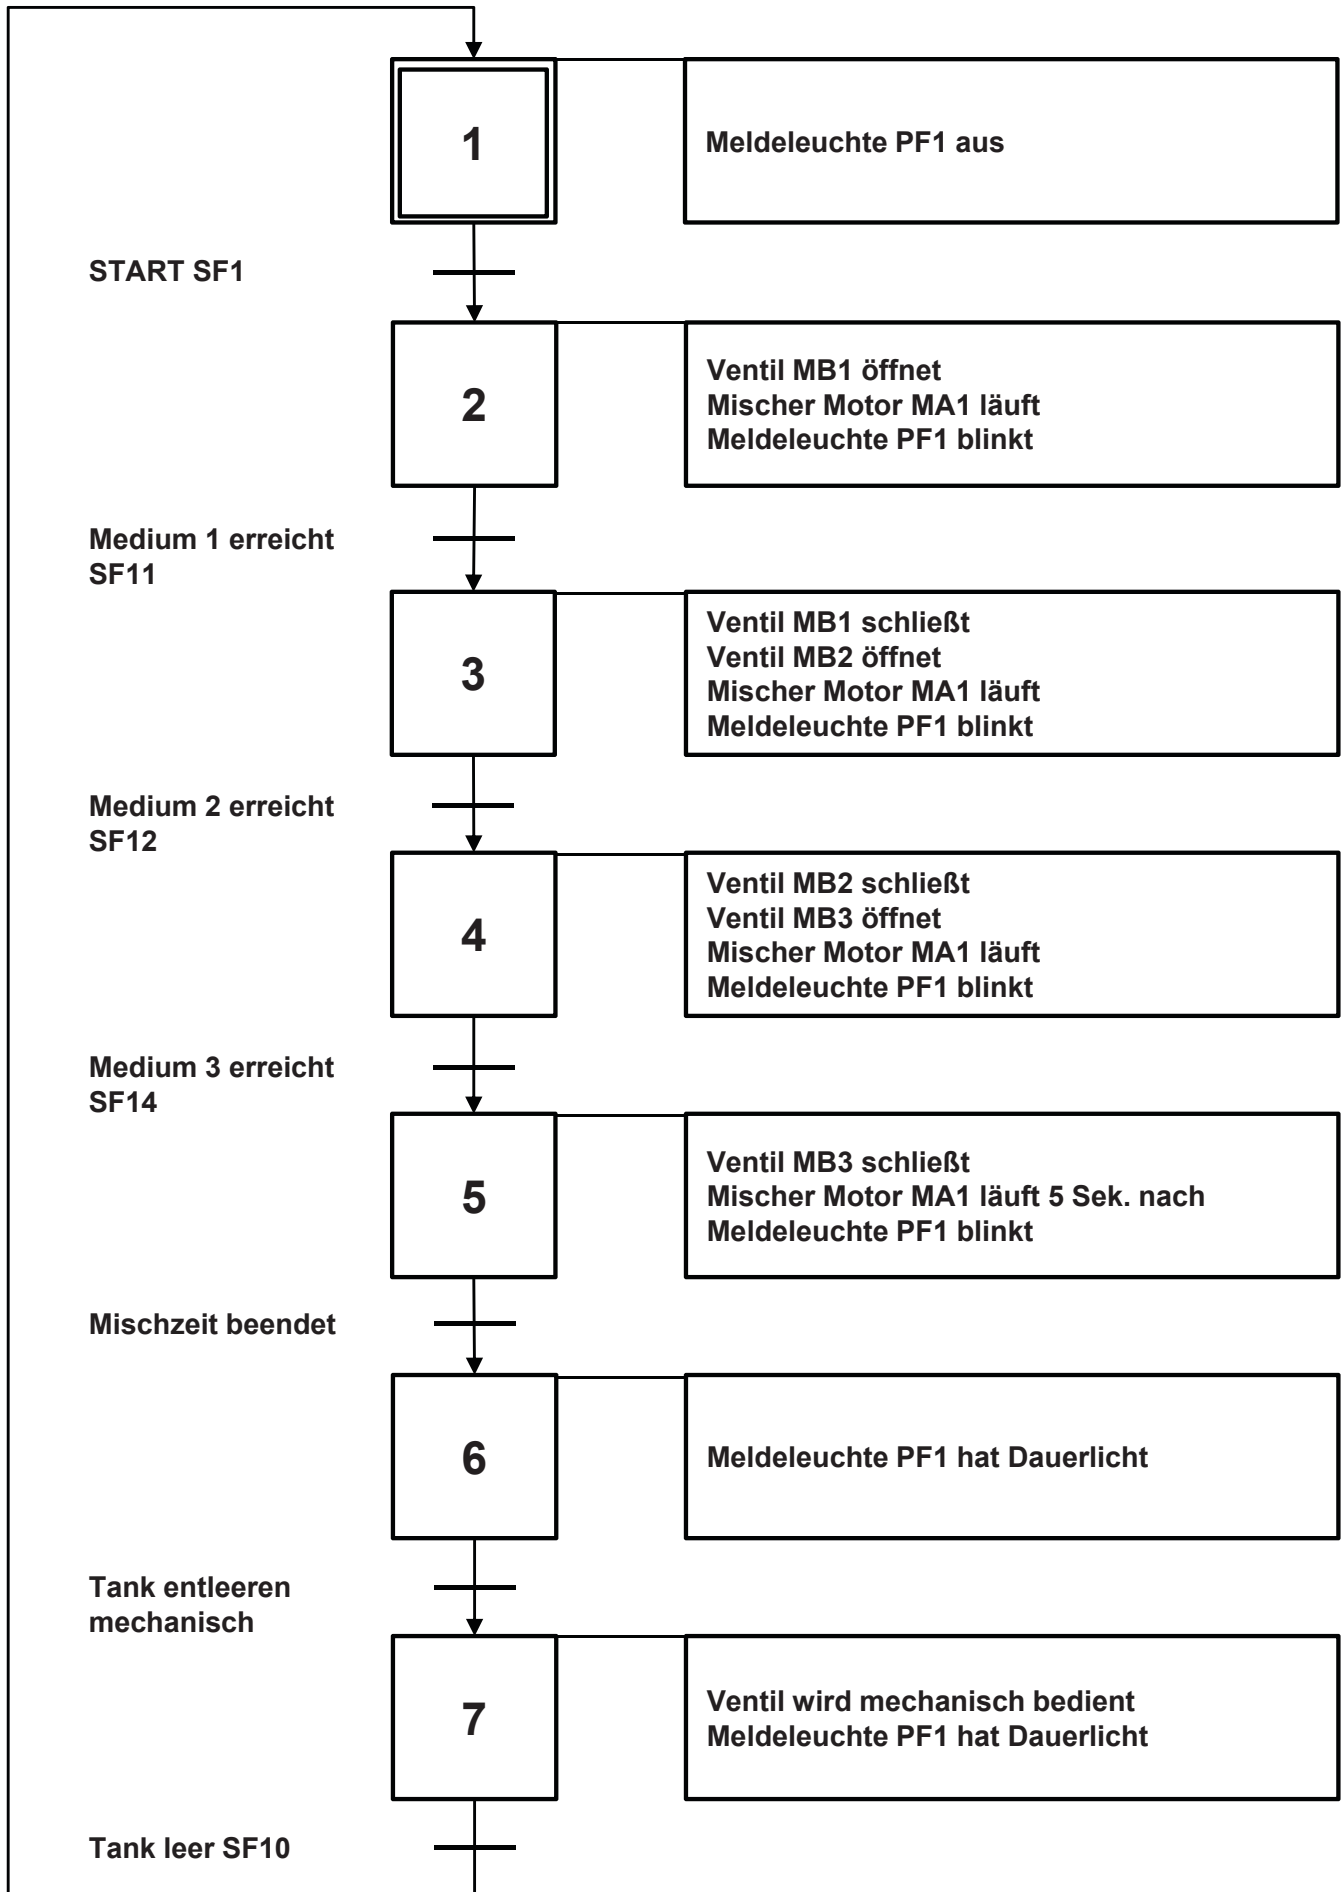 1
Meldeleuchte PF1 aus
START SF1
2
Ventil MB1 öffnet
Mischer Motor MA1 läuft
Meldeleuchte PF1 blinkt
Medium 1 erreicht
SF11
3
Ventil MB1 schließt
Ventil MB2 öffnet
Mischer Motor MA1 läuft
Meldeleuchte PF1 blinkt
Medium 2 erreicht
SF12
4
Ventil MB2 schließt
Ventil MB3 öffnet
Mischer Motor MA1 läuft
Meldeleuchte PF1 blinkt
Medium 3 erreicht
SF14
5
Ventil MB3 schließt
Mischer Motor MA1 läuft 5 Sek. nach
Meldeleuchte PF1 blinkt
Mischzeit beendet
6
Meldeleuchte PF1 hat Dauerlicht
Tank entleeren
mechanisch
7
Ventil wird mechanisch bedient
Meldeleuchte PF1 hat Dauerlicht
Tank leer SF10